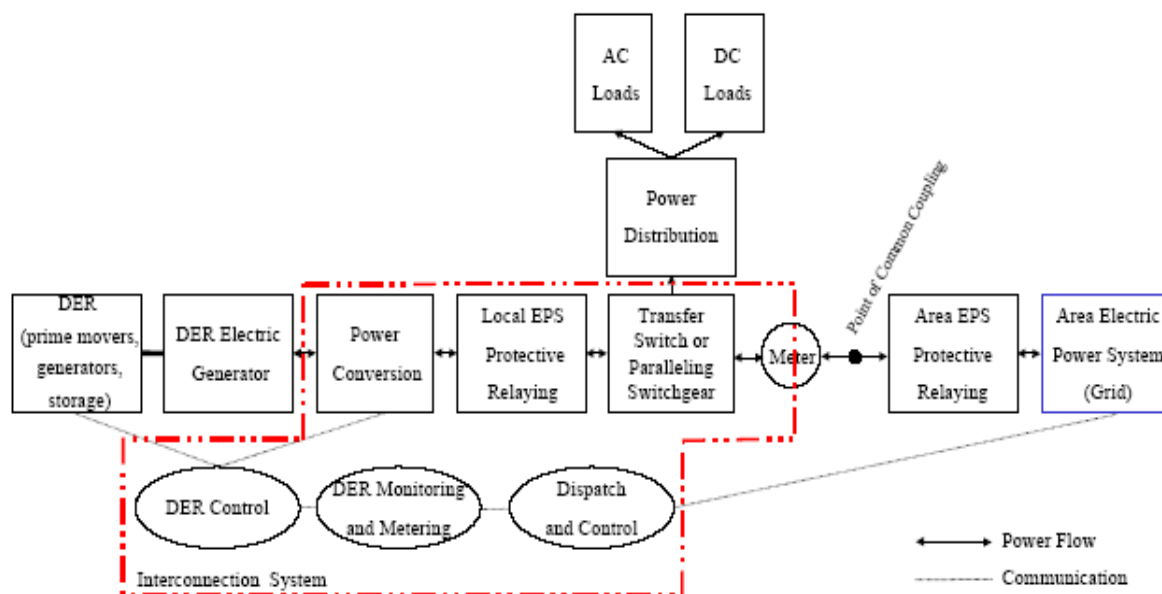 AC
Loads
DC
Loads
Power
Distribution
Point of Common Coupling
DER
(prime movers,
generators,
storage)
DER Electric
Generator
Power
Conversion
Local EPS
Protective
Relaying
Transfer
Switch or
Paralleling
Switchgear
Meter
Area EPS
Protective
Relaying
Area Electric
Power System
(Grid)
DER Control
DER Monitoring
and Metering
Dispatch
and Control
Interconnection System
Power Flow
Communication